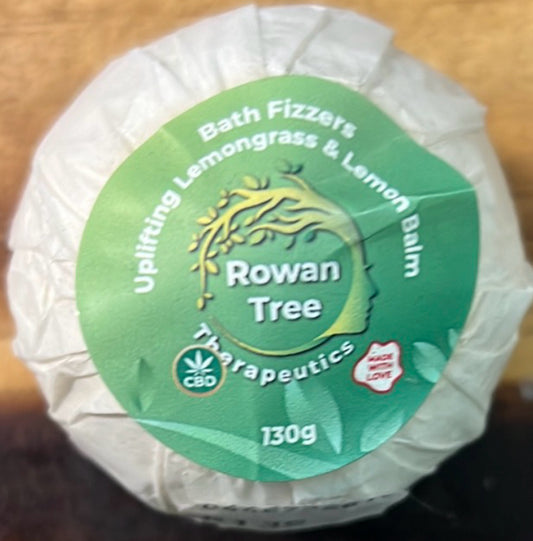 Bath Fizzers
Uplifting Lemongrass & Lemon Balm
Rowan
Tree
Therapeutics
CBD
MADE
WITH
LOVE
130g